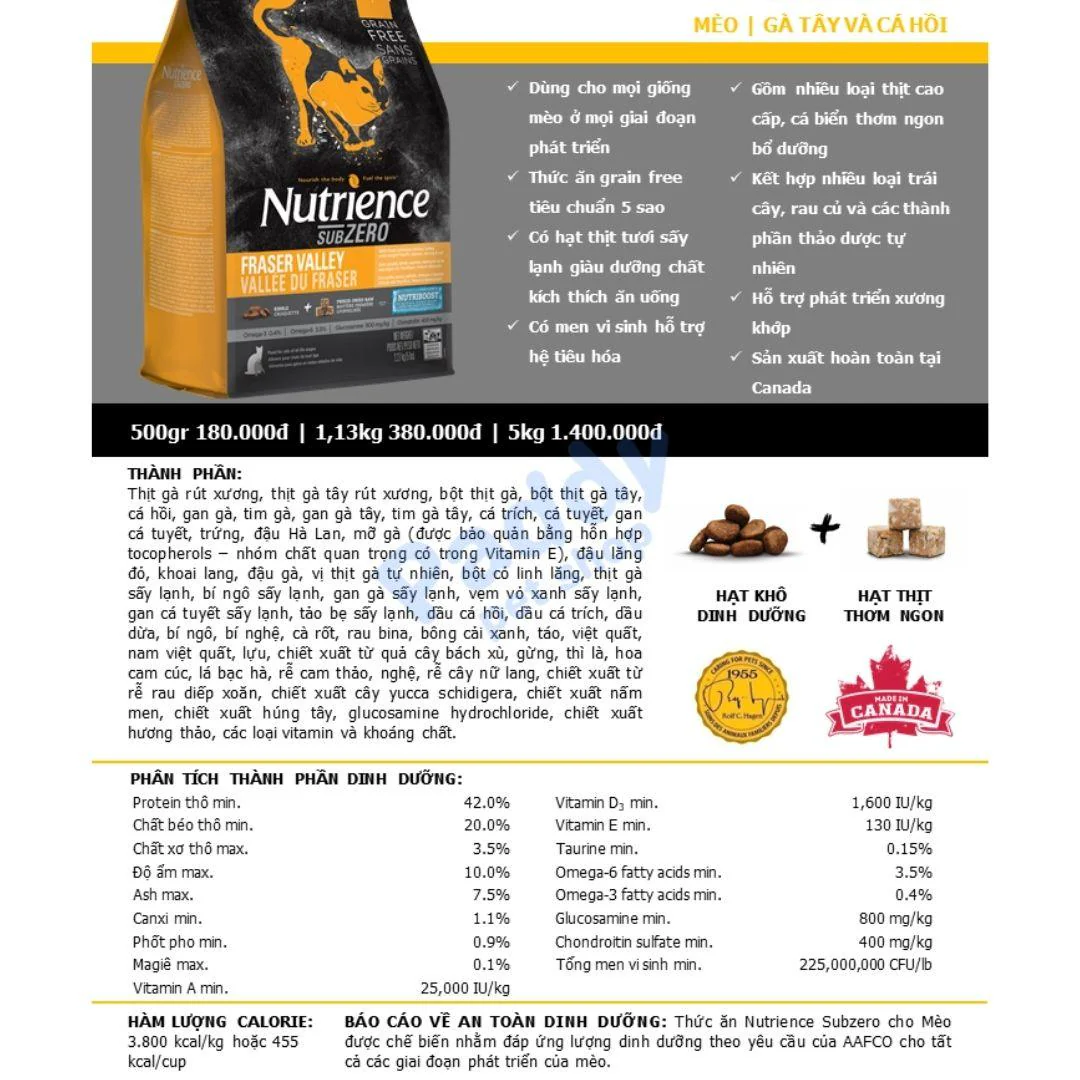 MÈO | GÀ TÂY VÀ CÁ HỒI
GRAIN
FREE
SANS
GRAINS
Nutrience
SUBZERO
Nourish the body Fuel the spirit
Nutrience
SUBZERO
FRASER VALLEY
VALLÉE DU FRASER
KIBBLE
CROQUETTE
+
NUTRIBOOST
✓ Dùng cho mọi giống
mèo ở mọi giai đoạn
phát triển
✓ Thức ăn grain free
tiêu chuẩn 5 sao
✓ Có hạt thịt tươi sấy
lạnh giàu dưỡng chất
kích thích ăn uống
✓ Có men vi sinh hỗ trợ
hệ tiêu hóa
✓ Gồm nhiều loại thịt cao
cấp, cá biển thơm ngon
bổ dưỡng
✓ Kết hợp nhiều loại trái
cây, rau củ và các thành
phần thảo dược tự
nhiên
✓ Hỗ trợ phát triển xương
khớp
✓ Sản xuất hoàn toàn tại
Canada
500gr 180.000đ | 1,13kg 380.000đ | 5kg 1.400.000đ
THÀNH PHẦN:
Thịt gà rút xương, thịt gà tây rút xương, bột thịt gà, bột thịt gà tây,
cá hồi, gan gà, tim gà, gan gà tây, tim gà tây, cá trích, cá tuyết, gan
cá tuyết, trứng, đậu Hà Lan, mỡ gà (được bảo quản bằng hỗn hợp
tocopherols – nhóm chất quan trọng có trong Vitamin E), đậu lăng
đỏ, khoai lang, đậu gà, vị thịt gà tự nhiên, bột cỏ linh lăng, thịt gà
sấy lạnh, bí ngô sấy lạnh, gan gà sấy lạnh, vẹm vỏ xanh sấy lạnh,
gan cá tuyết sấy lạnh, tảo bẹ sấy lạnh, dầu cá hồi, dầu cá trích, dầu
dừa, bí ngô, bí nghệ, cà rốt, rau bina, bông cải xanh, táo, việt quất,
nam việt quất, lựu, chiết xuất từ quả cây bách xù, gừng, thì là, hoa
cam cúc, lá bạc hà, rễ cam thảo, nghệ, rễ cây nữ lang, chiết xuất từ
rễ rau diếp xoăn, chiết xuất cây yucca schidigera, chiết xuất nấm
men, chiết xuất húng tây, glucosamine hydrochloride, chiết xuất
hương thảo, các loại vitamin và khoáng chất.
Paddy
pet shop
+
HẠT KHÔ
DINH DƯỠNG
HẠT THỊT
THƠM NGON
CARING FOR PETS SINCE
1955
Rolf C. Hagen
MADE IN
CANADA
PHÂN TÍCH THÀNH PHẦN DINH DƯỠNG:
Protein thô min. 42.0%
Chất béo thô min. 20.0%
Chất xơ thô max. 3.5%
Độ ẩm max. 10.0%
Ash max. 7.5%
Canxi min. 1.1%
Phốt pho min. 0.9%
Magiê max. 0.1%
Vitamin A min. 25,000 IU/kg
Vitamin D₃ min. 1,600 IU/kg
Vitamin E min. 130 IU/kg
Taurine min. 0.15%
Omega-6 fatty acids min. 3.5%
Omega-3 fatty acids min. 0.4%
Glucosamine min. 800 mg/kg
Chondroitin sulfate min. 400 mg/kg
Tổng men vi sinh min. 225,000,000 CFU/lb
HÀM LƯỢNG CALORIE:
3.800 kcal/kg hoặc 455
kcal/cup
BÁO CÁO VỀ AN TOÀN DINH DƯỠNG: Thức ăn Nutrience Subzero cho Mèo
được chế biến nhằm đáp ứng lượng dinh dưỡng theo yêu cầu của AAFCO cho tất
cả các giai đoạn phát triển của mèo.